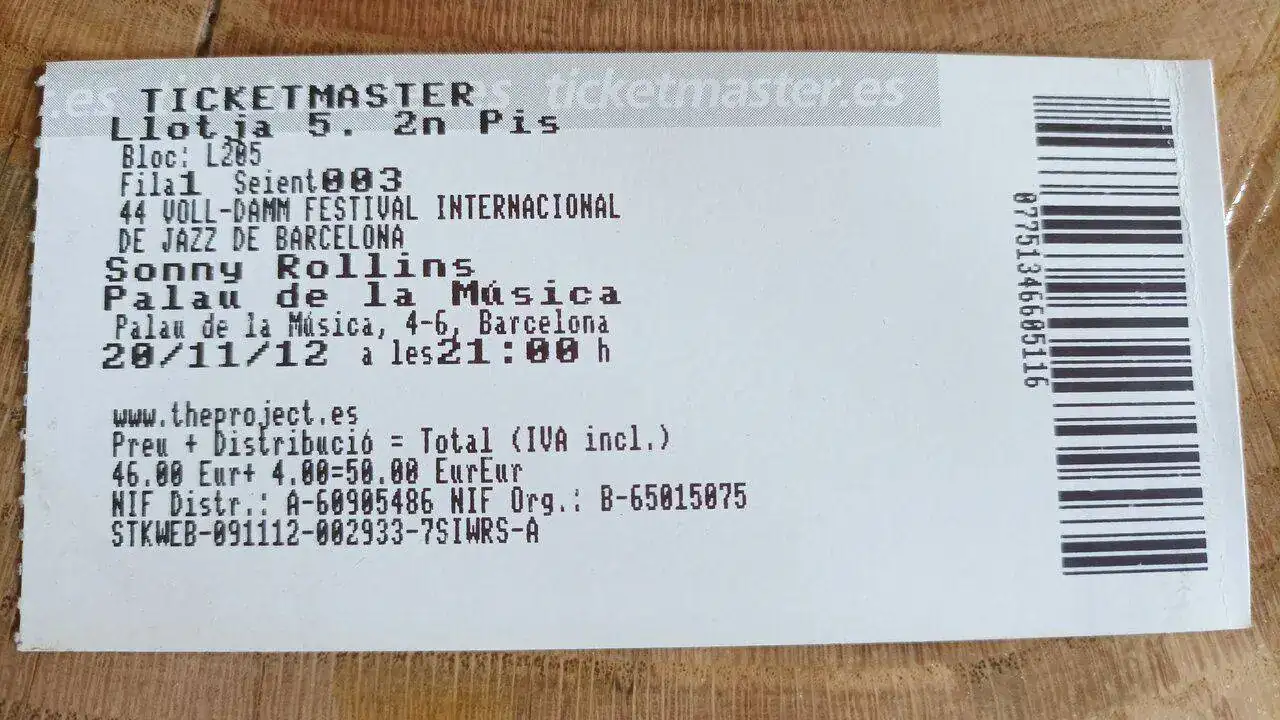 .es ticketmaster.es ticketmaster.es
TICKETMASTER
Llotja 5. 2n Pis
Bloc: L205
Fila1 Seient003
44 VOLL-DAMM FESTIVAL INTERNACIONAL
DE JAZZ DE BARCELONA
Sonny Rollins
Palau de la Música
Palau de la Música, 4-6, Barcelona
20/11/12 a les21:00 h
www.theproject.es
Preu + Distribució = Total (IVA incl.)
46.00 Eur+ 4.00=50.00 EurEur
NIF Distr.: A-60905486 NIF Org.: B-65015075
STKWEB-091112-002933-7SIWRS-A
07751346605116